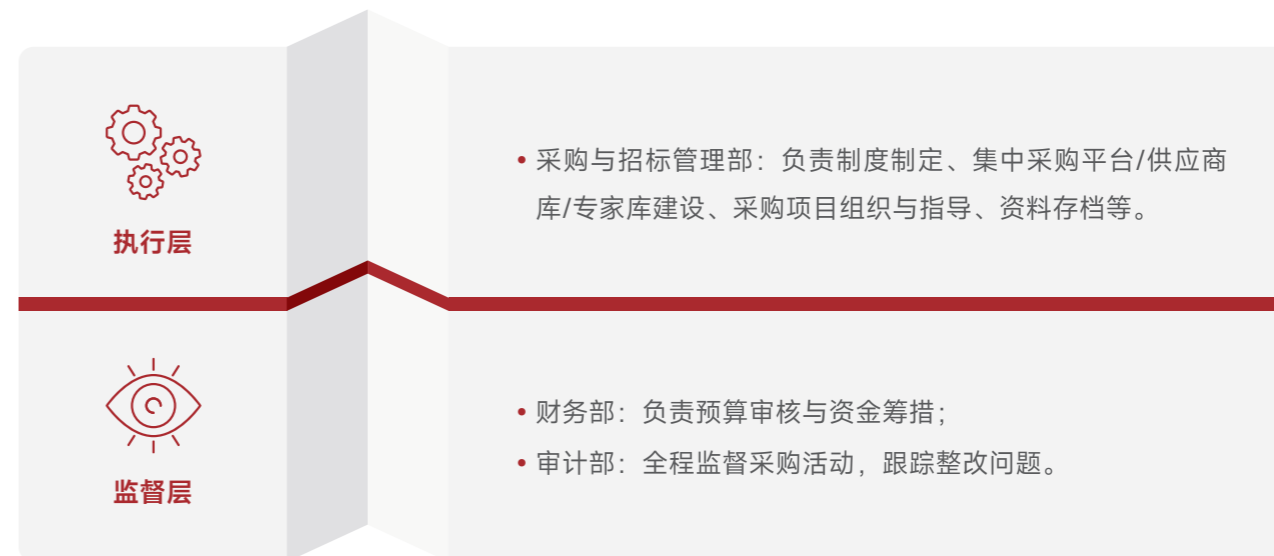 执行层
• 采购与招标管理部：负责制度制定、集中采购平台/供应商
库/专家库建设、采购项目组织与指导、资料存档等。
监督层
• 财务部：负责预算审核与资金筹措；
• 审计部：全程监督采购活动，跟踪整改问题。